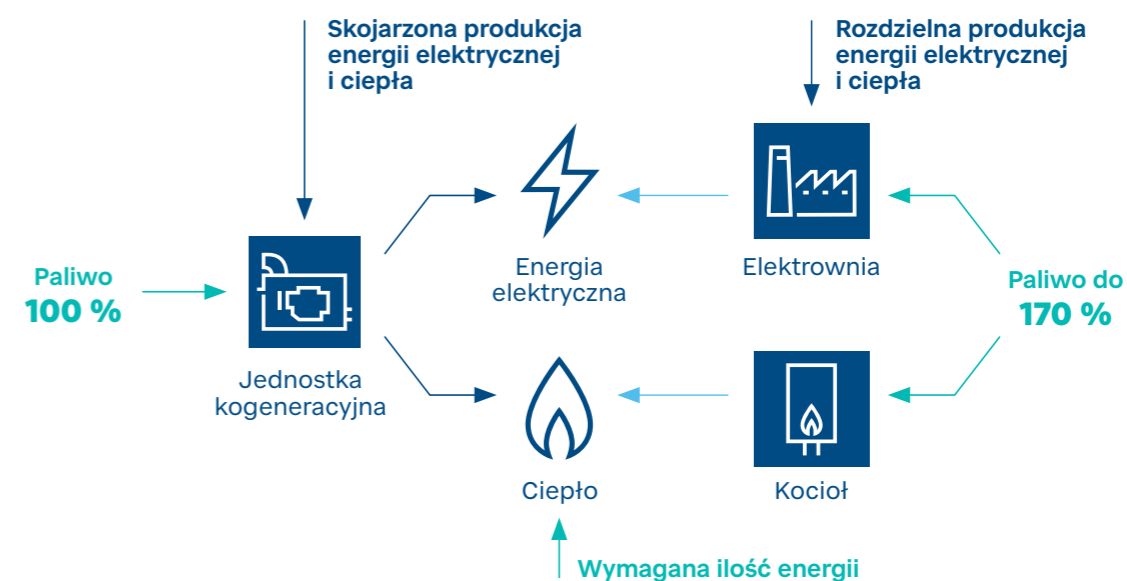 Skojarzona produkcja
energii elektrycznej
i ciepła
Rozdzielna produkcja
energii elektrycznej
i ciepła
Paliwo
100 %
Jednostka
kogeneracyjna
Energia
elektryczna
Elektrownia
Paliwo do
170 %
Ciepło
Kocioł
Wymagana ilość energii